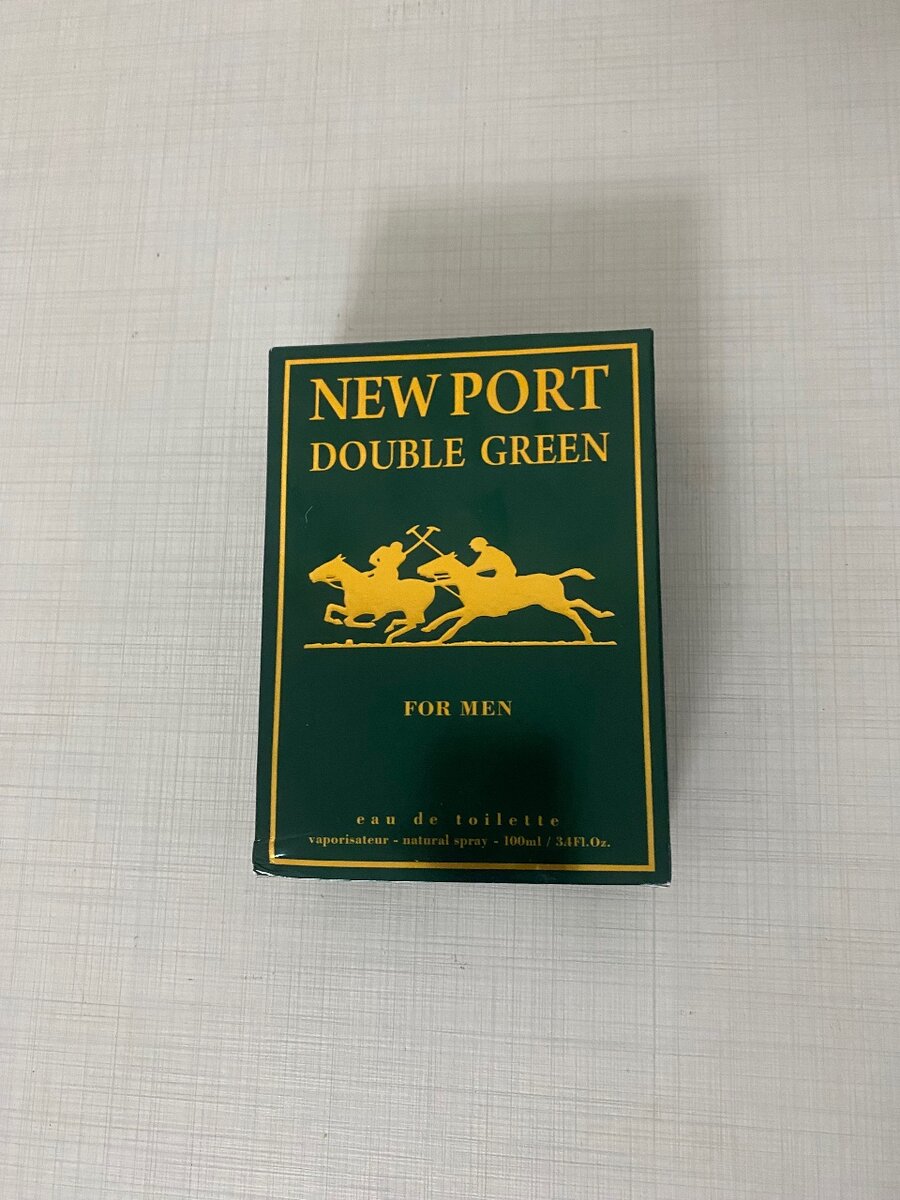 NEW PORT
DOUBLE GREEN
FOR MEN
eau de toilette
vaporisateur - natural spray - 100ml / 3.4Fl.Oz.